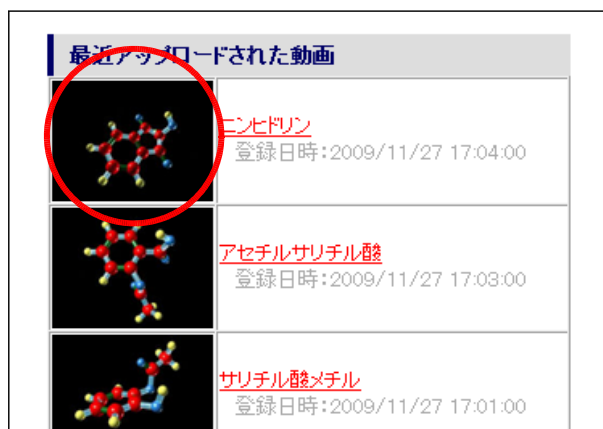 最近アップロードされた動画
ニンヒドリン
登録日時：2009/11/27 17:04:00
アセチルサリチル酸
登録日時：2009/11/27 17:03:00
サリチル酸メチル
登録日時：2009/11/27 17:01:00